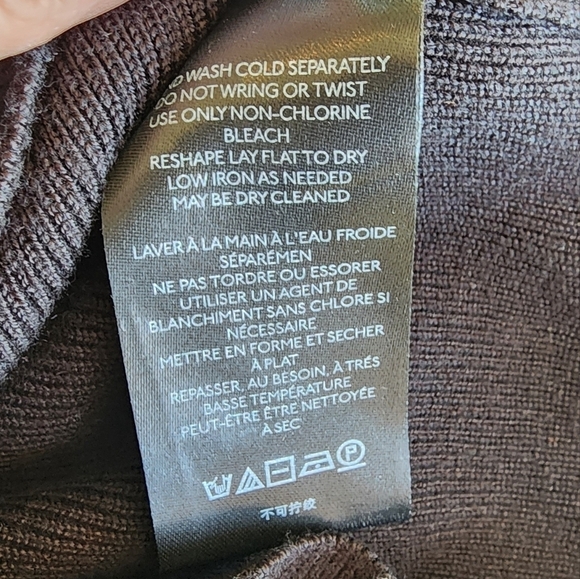 WASH COLD SEPARATELY
DO NOT WRING OR TWIST
USE ONLY NON-CHLORINE
BLEACH
RESHAPE LAY FLAT TO DRY
LOW IRON AS NEEDED
MAY BE DRY CLEANED
LAVER À LA MAIN À L'EAU FROIDE
SÉPARÉMEN
NE PAS TORDRE OU ESSORER
UTILISER UN AGENT DE
BLANCHIMENT SANS CHLORE SI
NÉCESSAIRE
METTRE EN FORME ET SECHER
À PLAT
REPASSER, AU BESOIN, À TRÉS
BASSE TEMPÉRATURE
PEUT-ÊTRE ÊTRE NETTOYÉE
À SEC
P
不可拧绞